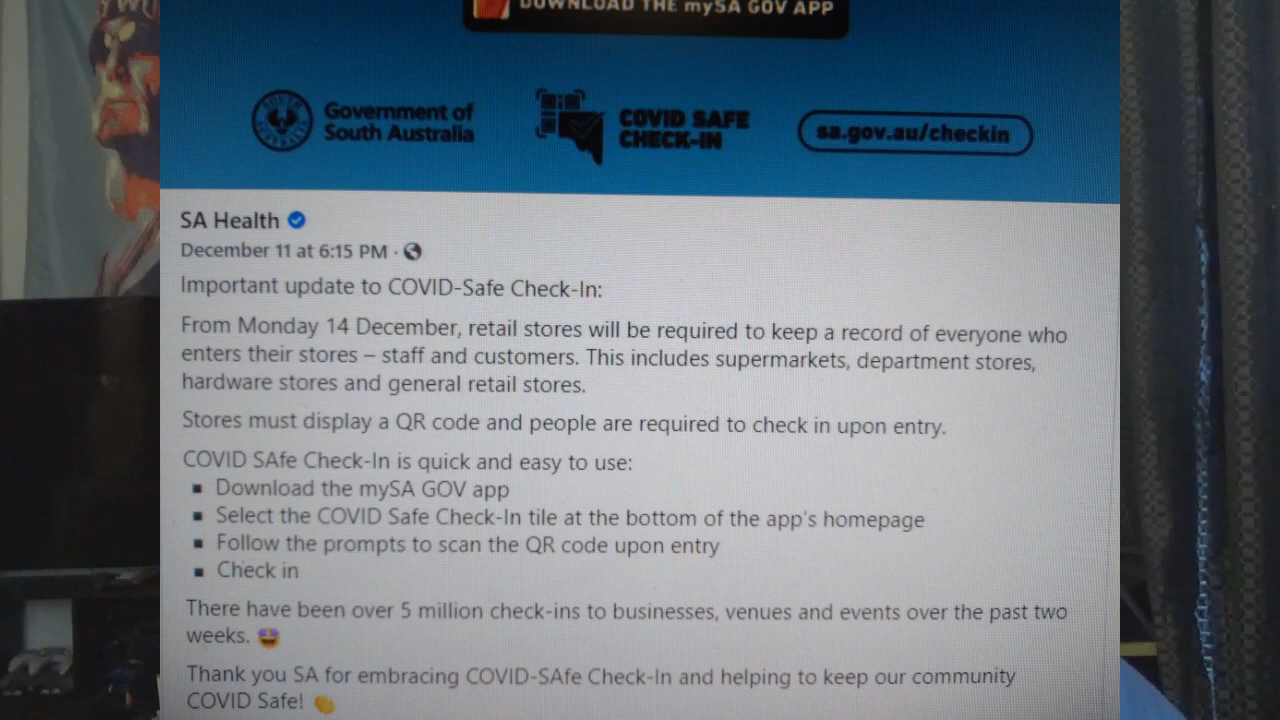 DOWNLOAD THE mySA GOV APP
Government of
South Australia
COVID SAFE
CHECK-IN
sa.gov.au/checkin
SA Health
December 11 at 6:15 PM ·
Important update to COVID-Safe Check-In:
From Monday 14 December, retail stores will be required to keep a record of everyone who
enters their stores – staff and customers. This includes supermarkets, department stores,
hardware stores and general retail stores.
Stores must display a QR code and people are required to check in upon entry.
COVID SAfe Check-In is quick and easy to use:
▪ Download the mySA GOV app
▪ Select the COVID Safe Check-In tile at the bottom of the app's homepage
▪ Follow the prompts to scan the QR code upon entry
▪ Check in
There have been over 5 million check-ins to businesses, venues and events over the past two
weeks. 🤩
Thank you SA for embracing COVID-SAfe Check-In and helping to keep our community
COVID Safe! 👏